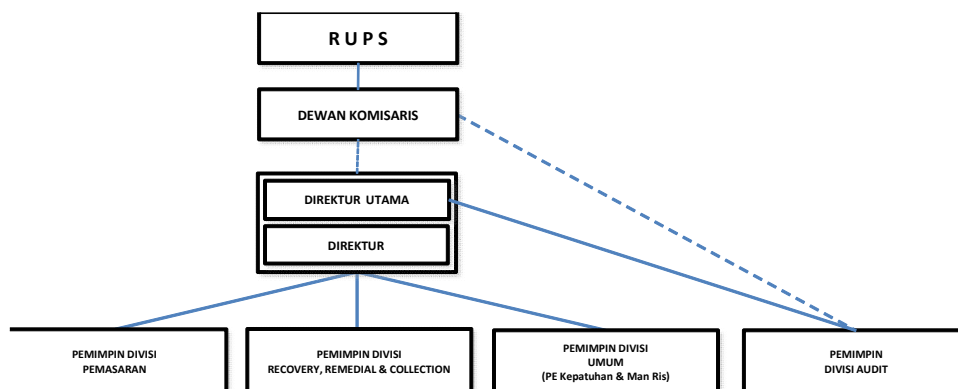 R U P S
DEWAN KOMISARIS
DIREKTUR UTAMA
DIREKTUR
PEMIMPIN DIVISI
PEMASARAN
PEMIMPIN DIVISI
RECOVERY, REMEDIAL & COLLECTION
PEMIMPIN DIVISI
UMUM
(PE Kepatuhan & Man Ris)
PEMIMPIN
DIVISI AUDIT